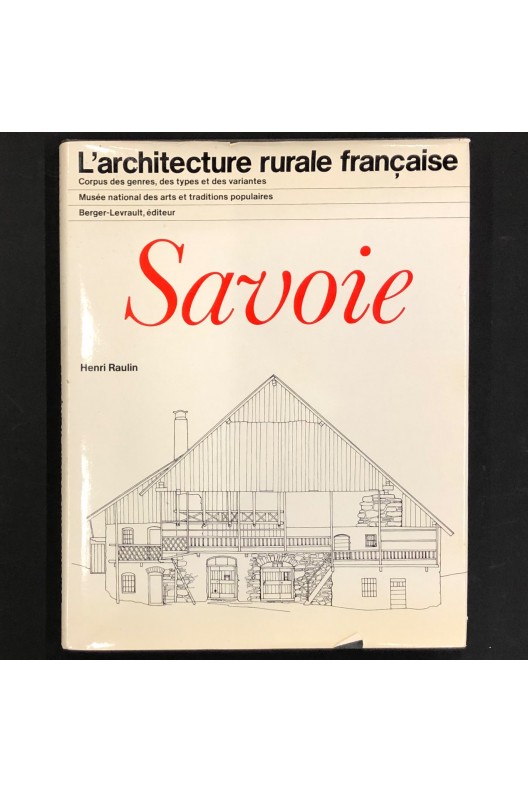 L'architecture rurale française
Corpus des genres, des types et des variantes
Musée national des arts et traditions populaires
Berger-Levrault, éditeur
Savoie
Henri Raulin